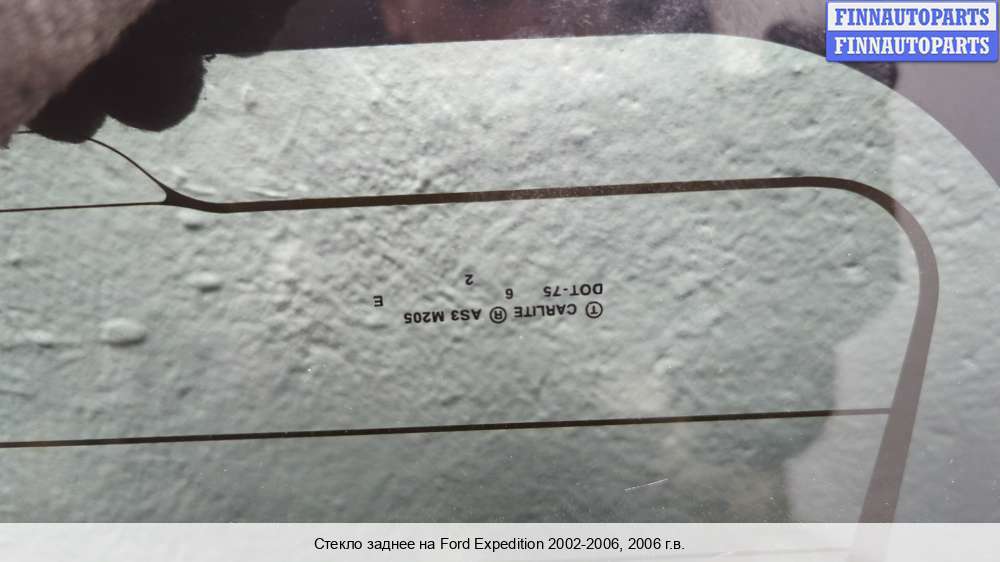 FINNAUTOPARTS
FINNAUTOPARTS
Ⓣ CARLITE ® AS3 M205
DOT-75 6 E
2
Стекло заднее на Ford Expedition 2002-2006, 2006 г.в.